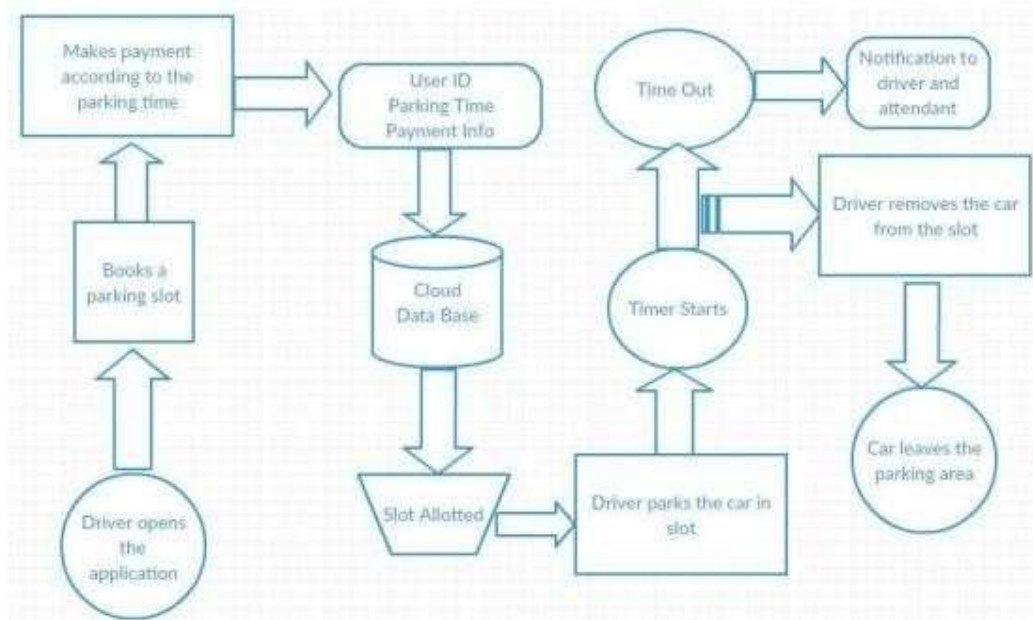 Driver opens
the
application
Books a
parking slot
Makes payment
according to the
parking time
User ID
Parking Time
Payment Info
Cloud
Data Base
Slot Allotted
Driver parks the car in
slot
Timer Starts
Time Out
Notification to
driver and
attendant
Driver removes the car
from the slot
Car leaves the
parking area